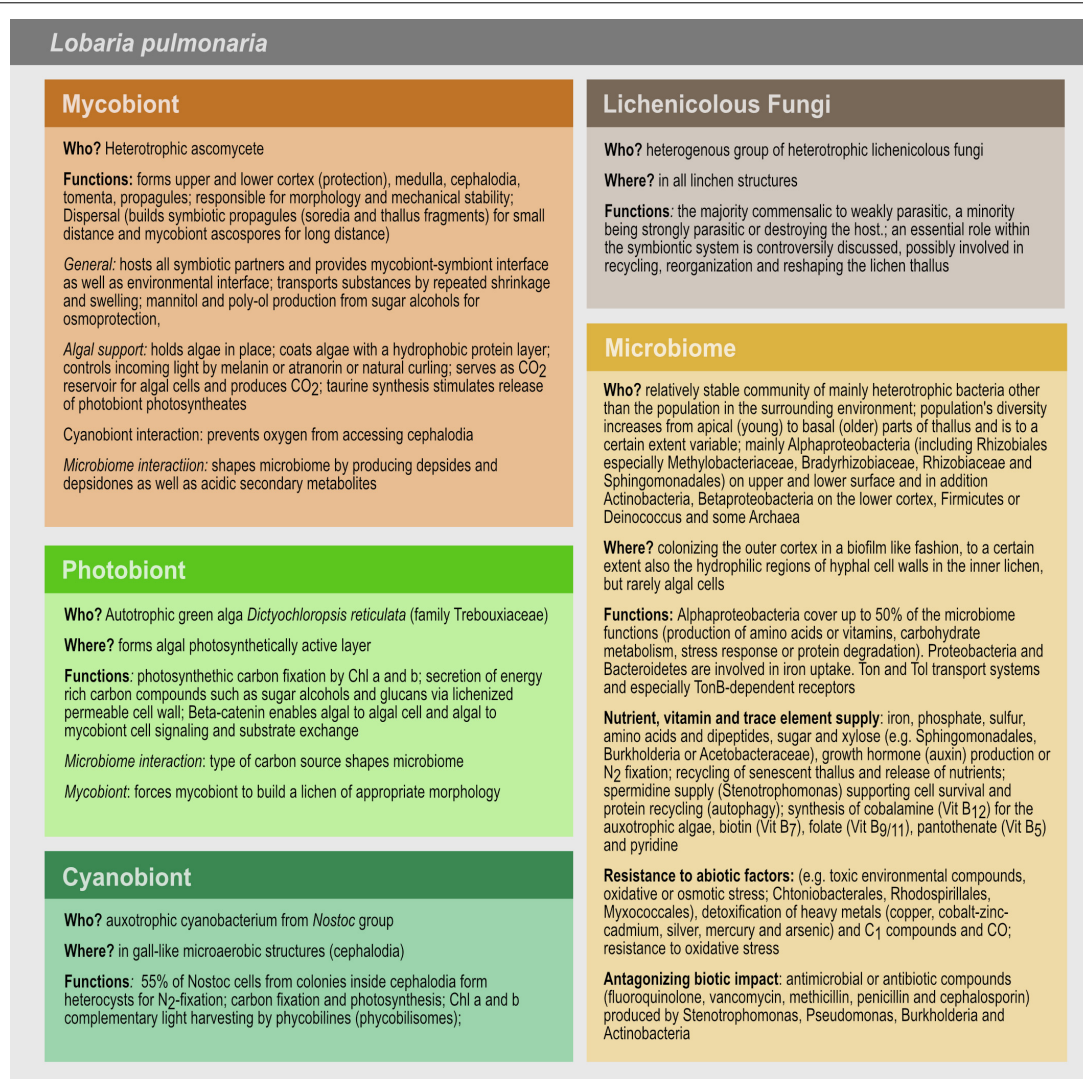 Lobaria pulmonaria
Mycobiont
Who? Heterotrophic ascomycete
Functions: forms upper and lower cortex (protection), medulla, cephalodia,
tomenta, propagules; responsible for morphology and mechanical stability;
Dispersal (builds symbiotic propagules (soredia and thallus fragments) for small
distance and mycobiont ascospores for long distance)
General: hosts all symbiotic partners and provides mycobiont-symbiont interface
as well as environmental interface; transports substances by repeated shrinkage
and swelling; mannitol and poly-ol production from sugar alcohols for
osmoprotection,
Algal support: holds algae in place; coats algae with a hydrophobic protein layer;
controls incoming light by melanin or atranorin or natural curling; serves as CO2
reservoir for algal cells and produces CO2; taurine synthesis stimulates release
of photobiont photosyntheates
Cyanobiont interaction: prevents oxygen from accessing cephalodia
Microbiome interactiion: shapes microbiome by producing depsides and
depsidones as well as acidic secondary metabolites
Photobiont
Who? Autotrophic green alga Dictyochloropsis reticulata (family Trebouxiaceae)
Where? forms algal photosynthetically active layer
Functions: photosynthethic carbon fixation by Chl a and b; secretion of energy
rich carbon compounds such as sugar alcohols and glucans via lichenized
permeable cell wall; Beta-catenin enables algal to algal cell and algal to
mycobiont cell signaling and substrate exchange
Microbiome interaction: type of carbon source shapes microbiome
Mycobiont: forces mycobiont to build a lichen of appropriate morphology
Cyanobiont
Who? auxotrophic cyanobacterium from Nostoc group
Where? in gall-like microaerobic structures (cephalodia)
Functions: 55% of Nostoc cells from colonies inside cephalodia form
heterocysts for N2-fixation; carbon fixation and photosynthesis; Chl a and b
complementary light harvesting by phycobilines (phycobilisomes);
Lichenicolous Fungi
Who? heterogenous group of heterotrophic lichenicolous fungi
Where? in all linchen structures
Functions: the majority commensalic to weakly parasitic, a minority
being strongly parasitic or destroying the host.; an essential role within
the symbiontic system is controversily discussed, possibly involved in
recycling, reorganization and reshaping the lichen thallus
Microbiome
Who? relatively stable community of mainly heterotrophic bacteria other
than the population in the surrounding environment; population's diversity
increases from apical (young) to basal (older) parts of thallus and is to a
certain extent variable; mainly Alphaproteobacteria (including Rhizobiales
especially Methylobacteriaceae, Bradyrhizobiaceae, Rhizobiaceae and
Sphingomonadales) on upper and lower surface and in addition
Actinobacteria, Betaproteobacteria on the lower cortex, Firmicutes or
Deinococcus and some Archaea
Where? colonizing the outer cortex in a biofilm like fashion, to a certain
extent also the hydrophilic regions of hyphal cell walls in the inner lichen,
but rarely algal cells
Functions: Alphaproteobacteria cover up to 50% of the microbiome
functions (production of amino acids or vitamins, carbohydrate
metabolism, stress response or protein degradation). Proteobacteria and
Bacteroidetes are involved in iron uptake. Ton and Tol transport systems
and especially TonB-dependent receptors
Nutrient, vitamin and trace element supply: iron, phosphate, sulfur,
amino acids and dipeptides, sugar and xylose (e.g. Sphingomonadales,
Burkholderia or Acetobacteraceae), growth hormone (auxin) production or
N2 fixation; recycling of senescent thallus and release of nutrients;
spermidine supply (Stenotrophomonas) supporting cell survival and
protein recycling (autophagy); synthesis of cobalamine (Vit B12) for the
auxotrophic algae, biotin (Vit B7), folate (Vit B9/11), pantothenate (Vit B5)
and pyridine
Resistance to abiotic factors: (e.g. toxic environmental compounds,
oxidative or osmotic stress; Chtoniobacterales, Rhodospirillales,
Myxococcales), detoxification of heavy metals (copper, cobalt-zinc-
cadmium, silver, mercury and arsenic) and C1 compounds and CO;
resistance to oxidative stress
Antagonizing biotic impact: antimicrobial or antibiotic compounds
(fluoroquinolone, vancomycin, methicillin, penicillin and cephalosporin)
produced by Stenotrophomonas, Pseudomonas, Burkholderia and
Actinobacteria